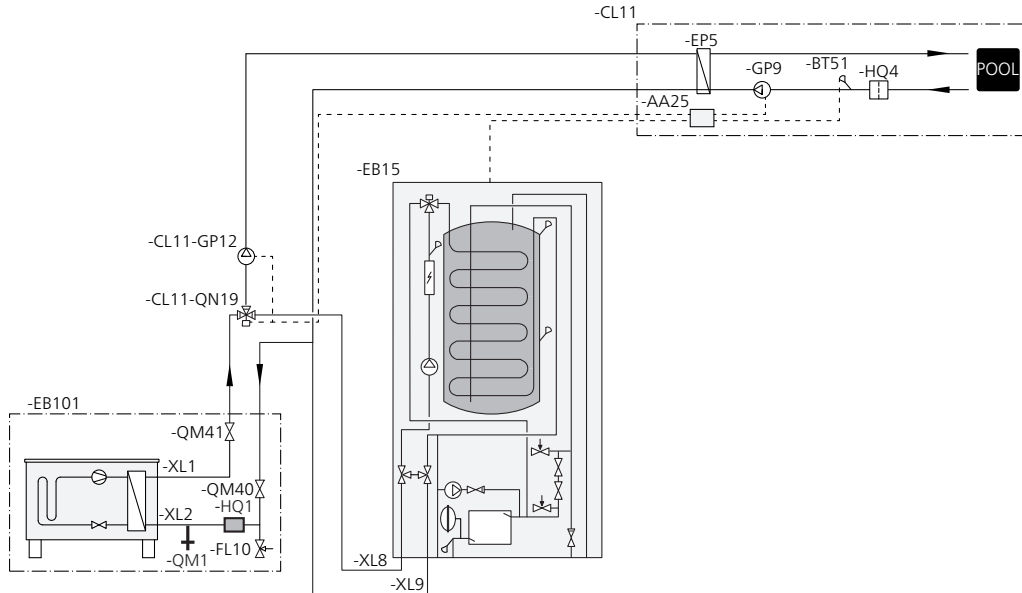 -CL11
-EP5
-GP9
-BT51
-HQ4
POOL
-AA25
-EB15
-CL11-GP12
-CL11-QN19
-EB101
-QM41
-XL1
-QM40
-HQ1
-XL2
-FL10
-QM1
-XL8
-XL9